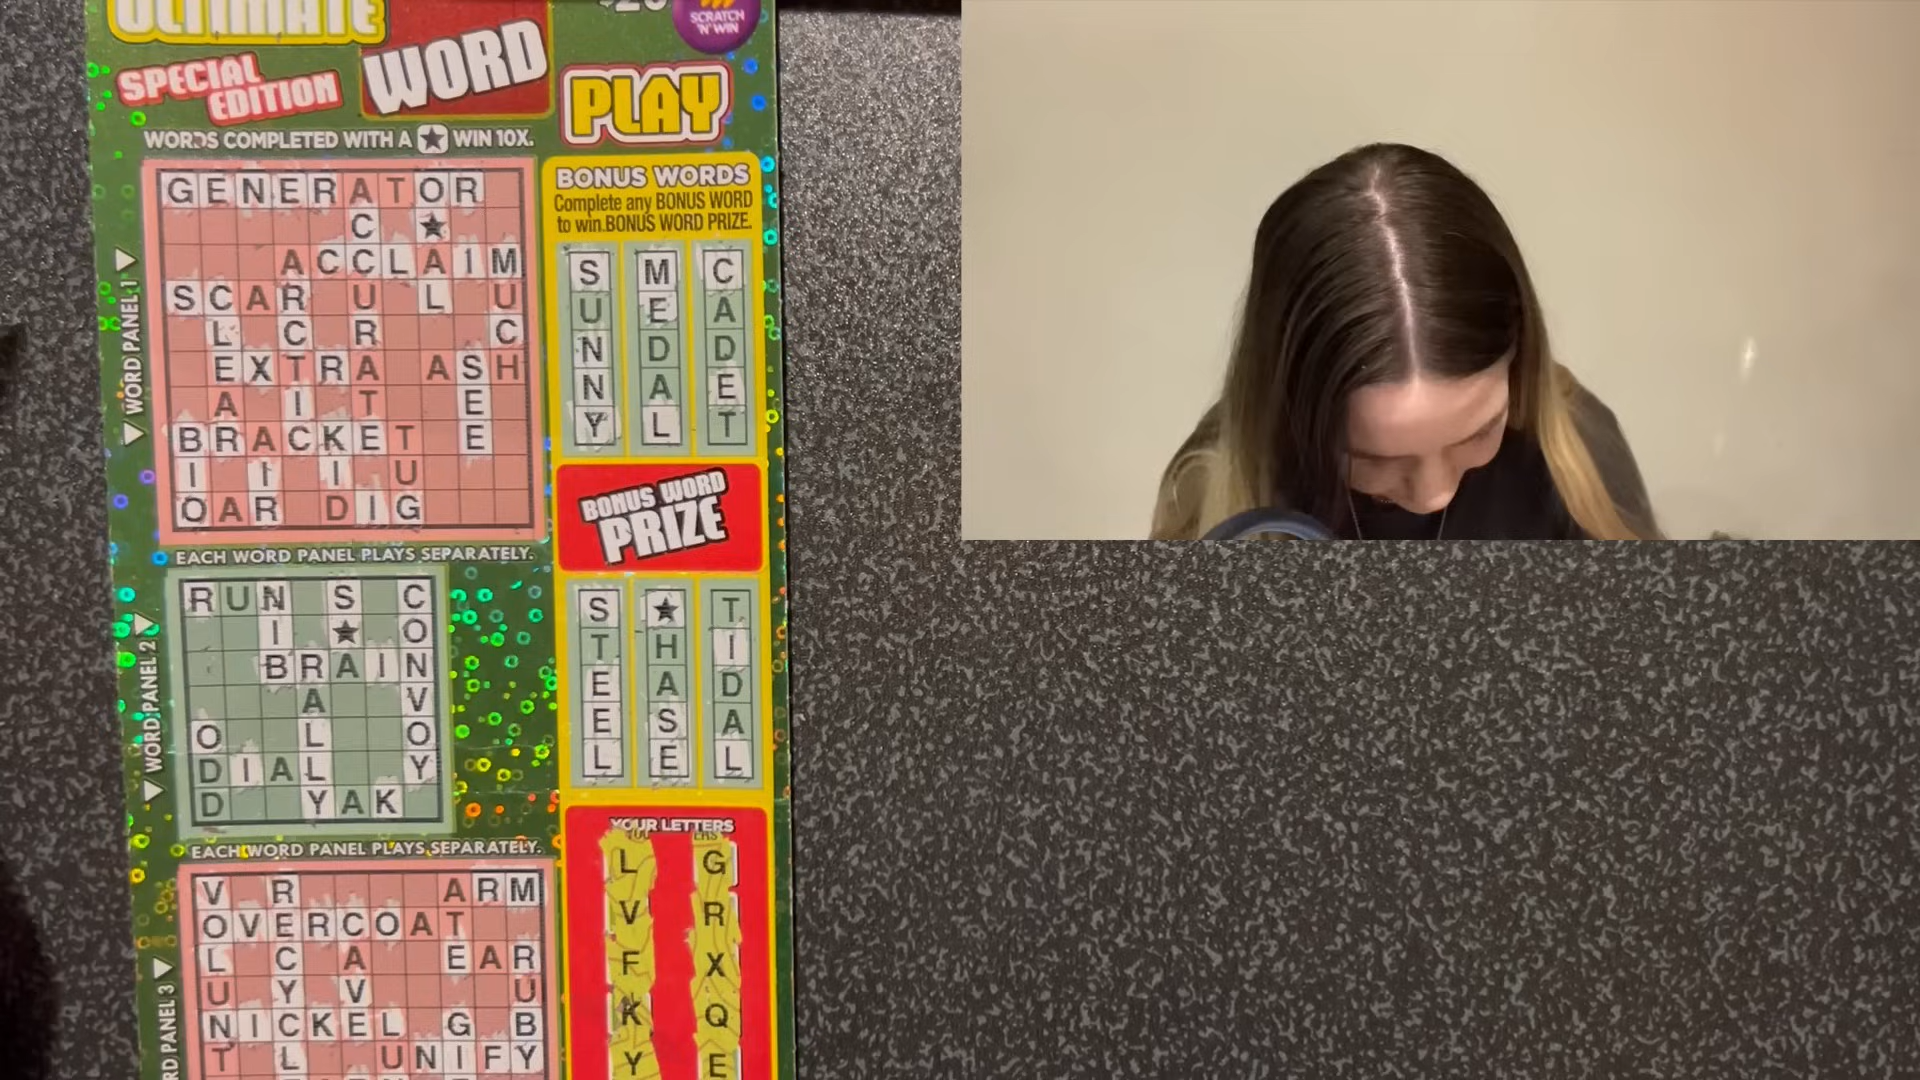 ULTIMATE
SPECIAL
EDITION
WORD
PLAY
SCRATCH
'N' WIN
WORDS COMPLETED WITH A ★ WIN 10X.
WORD PANEL 1
GENERATOR
C ★
ACCLAIM
SCAR U L U
L C R C
EXTRA ASH
A I T E
BRACKET E
I I I U
OAR DIG
BONUS WORDS
Complete any BONUS WORD
to win BONUS WORD PRIZE.
SUNNY
MEDAL
CADET
BONUS WORD
PRIZE
STEEL
★HASE
TIDAL
EACH WORD PANEL PLAYS SEPARATELY.
WORD PANEL 2
RUN S C
I ★ O
BRAIN
A V
O L O
DIAL Y
D YAK
EACH WORD PANEL PLAYS SEPARATELY.
PANEL 3
V R ARM
OVERCOAT
L C A EAR
U Y V U
NICKEL G B
T L UNIFY
YOUR LETTERS
L G
V R
F X
K Q
Y E